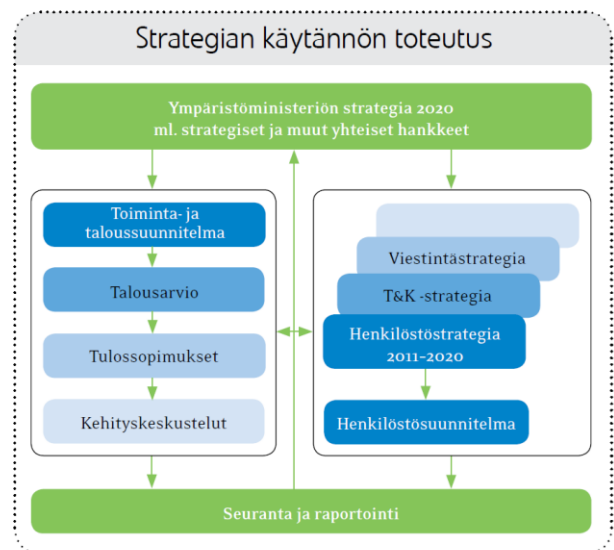 Strategian käytännön toteutus
Ympäristöministeriön strategia 2020
ml. strategiset ja muut yhteiset hankkeet
Toiminta- ja
taloussuunnitelma
Talousarvio
Tulossopimukset
Kehityskeskustelut
Viestintästrategia
T&K -strategia
Henkilöstöstrategia
2011–2020
Henkilöstösuunnitelma
Seuranta ja raportointi